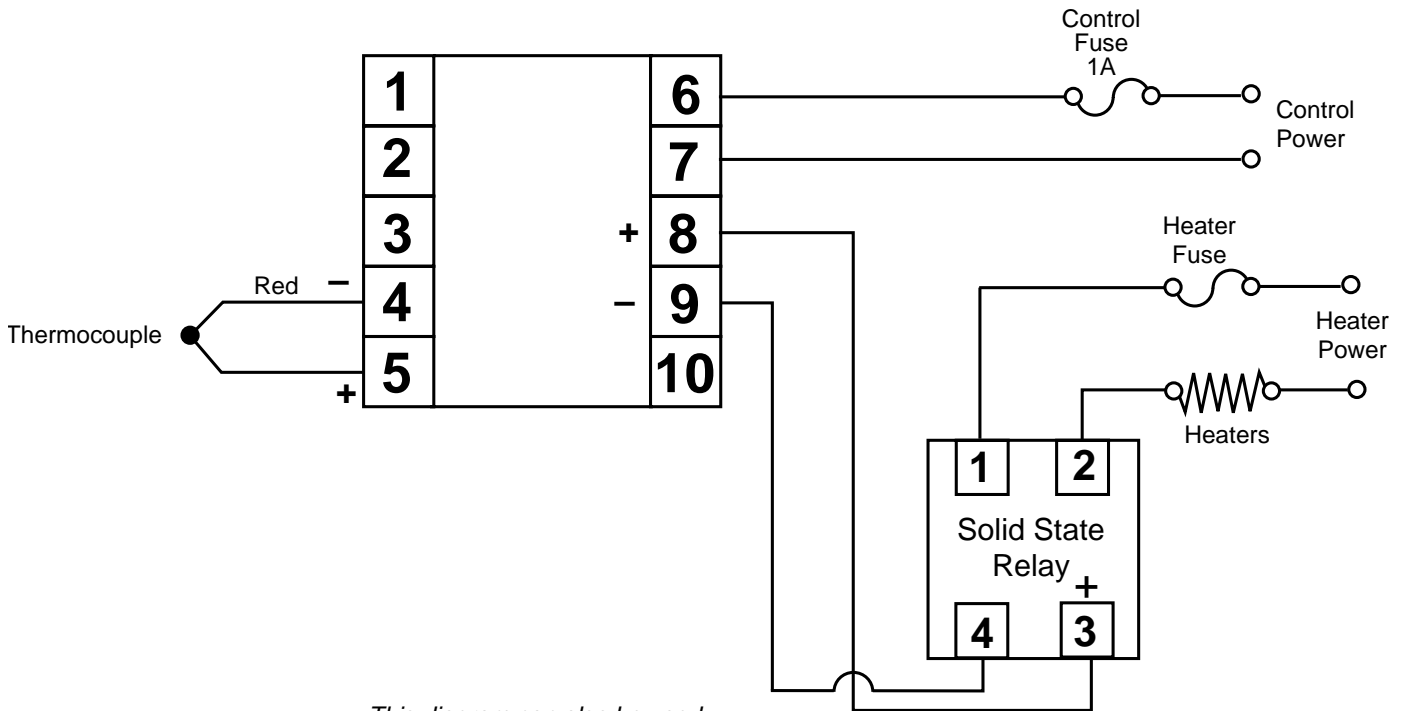 Control
Fuse
1A
1
6
Control
Power
2
7
3
+ 8
Heater
Fuse
Red –
4
– 9
Heater
Power
Thermocouple
+ 5
10
Heaters
1
2
Solid State
Relay
+
4
3